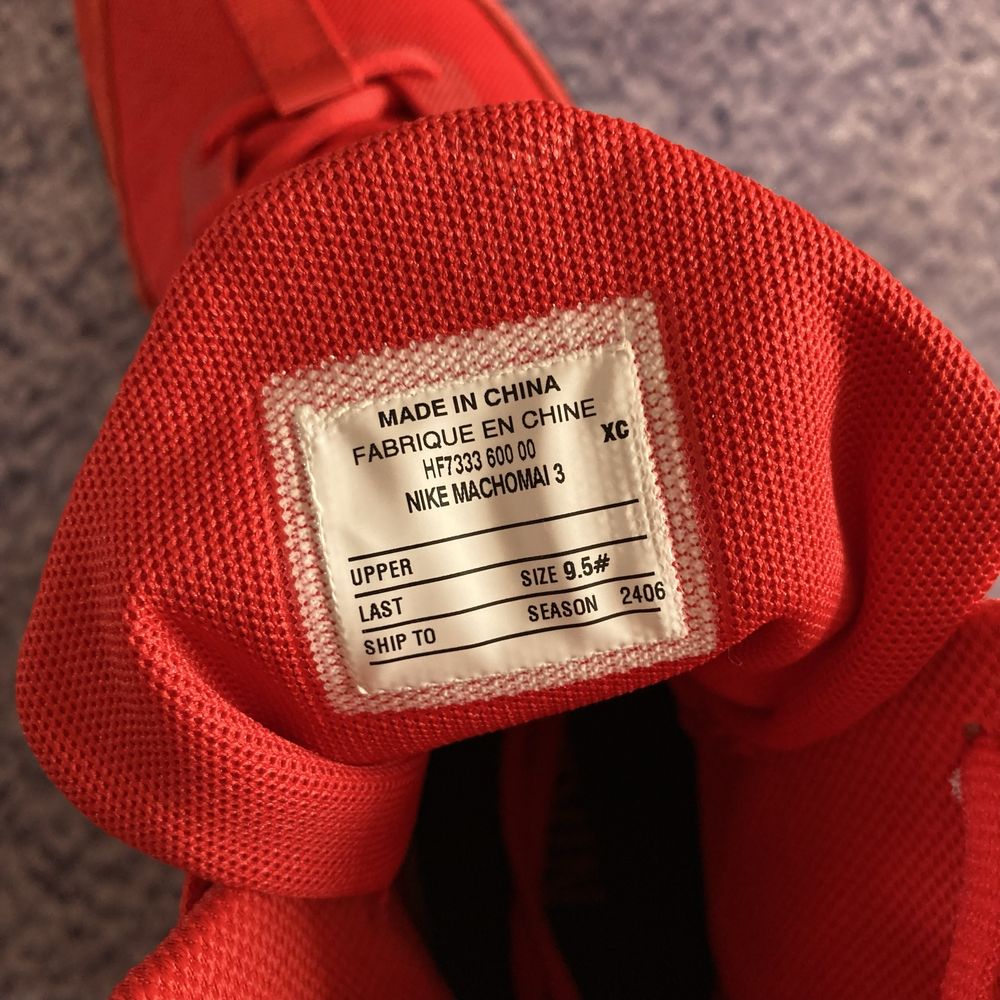 MADE IN CHINA
FABRIQUE EN CHINE
XC
HF7333 600 00
NIKE MACHOMAI 3
UPPER
SIZE 9.5#
LAST
SEASON 2406
SHIP TO